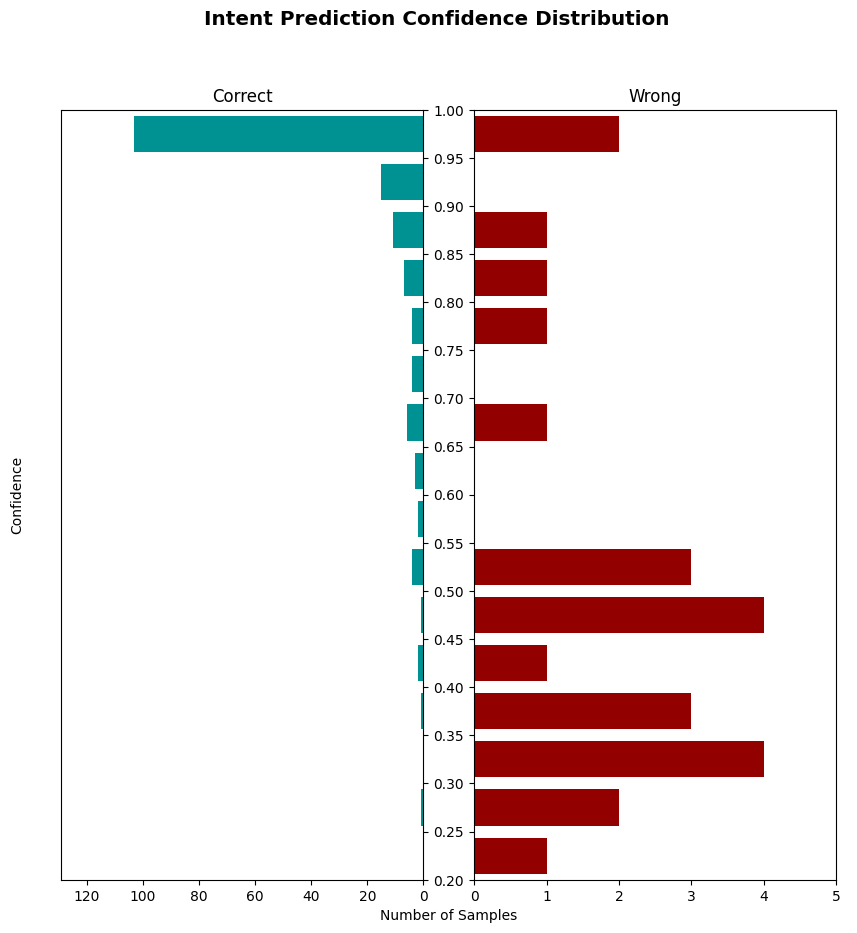 Intent Prediction Confidence Distribution
Correct
Wrong
1.00
0.95
0.90
0.85
0.80
0.75
0.70
0.65
0.60
0.55
0.50
0.45
0.40
0.35
0.30
0.25
0.20
Confidence
120 100 80 60 40 20 0
0 1 2 3 4 5
Number of Samples